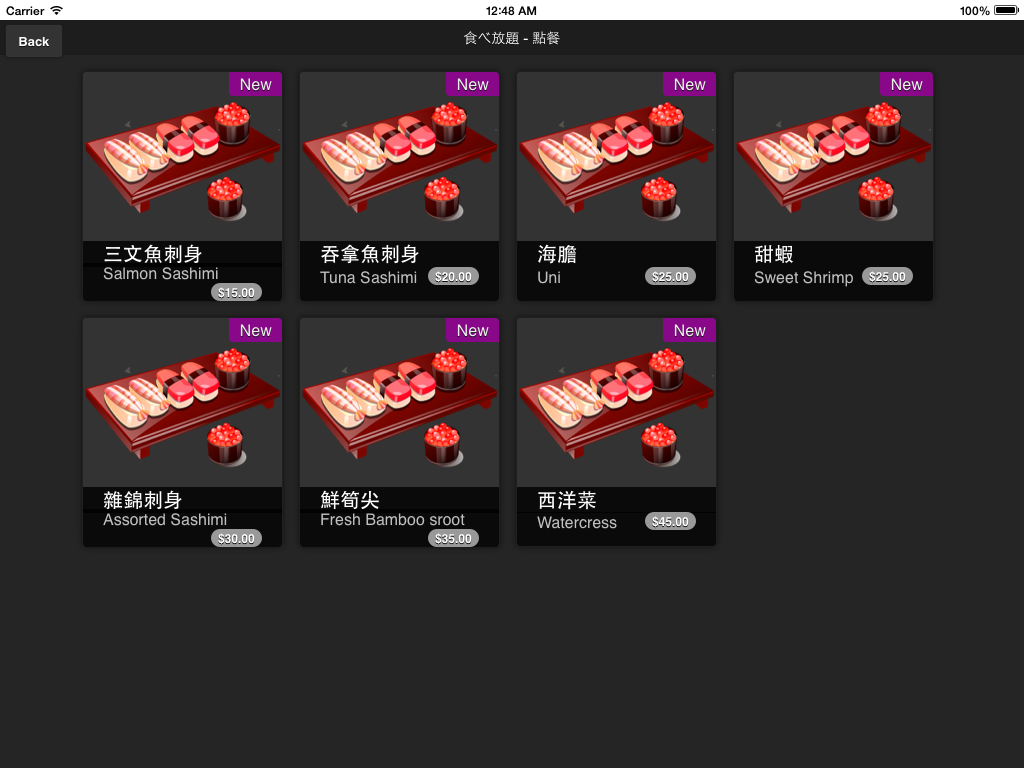 Carrier 12:48 AM 100%
Back 食べ放題 - 點餐
New New New New
三文魚刺身
Salmon Sashimi
$15.00
吞拿魚刺身
Tuna Sashimi $20.00
海膽
Uni $25.00
甜蝦
Sweet Shrimp $25.00
New New New
雜錦刺身
Assorted Sashimi
$30.00
鮮筍尖
Fresh Bamboo sroot
$35.00
西洋菜
Watercress $45.00